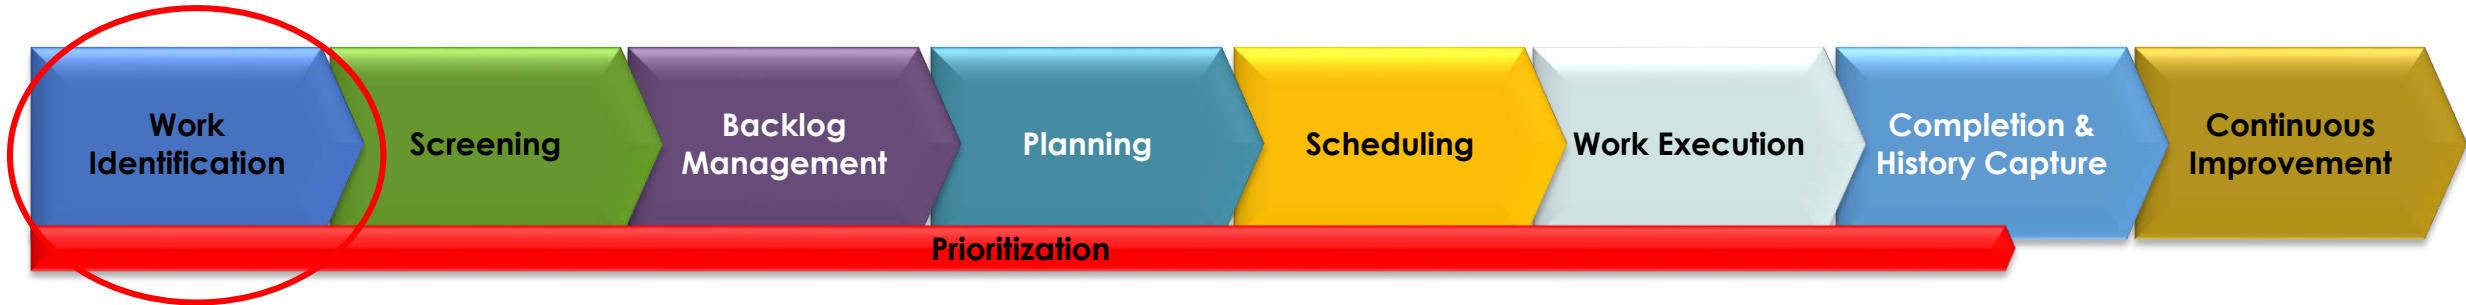 Work
Identification
Screening
Backlog
Management
Planning
Scheduling
Work Execution
Completion &
History Capture
Continuous
Improvement
Prioritization